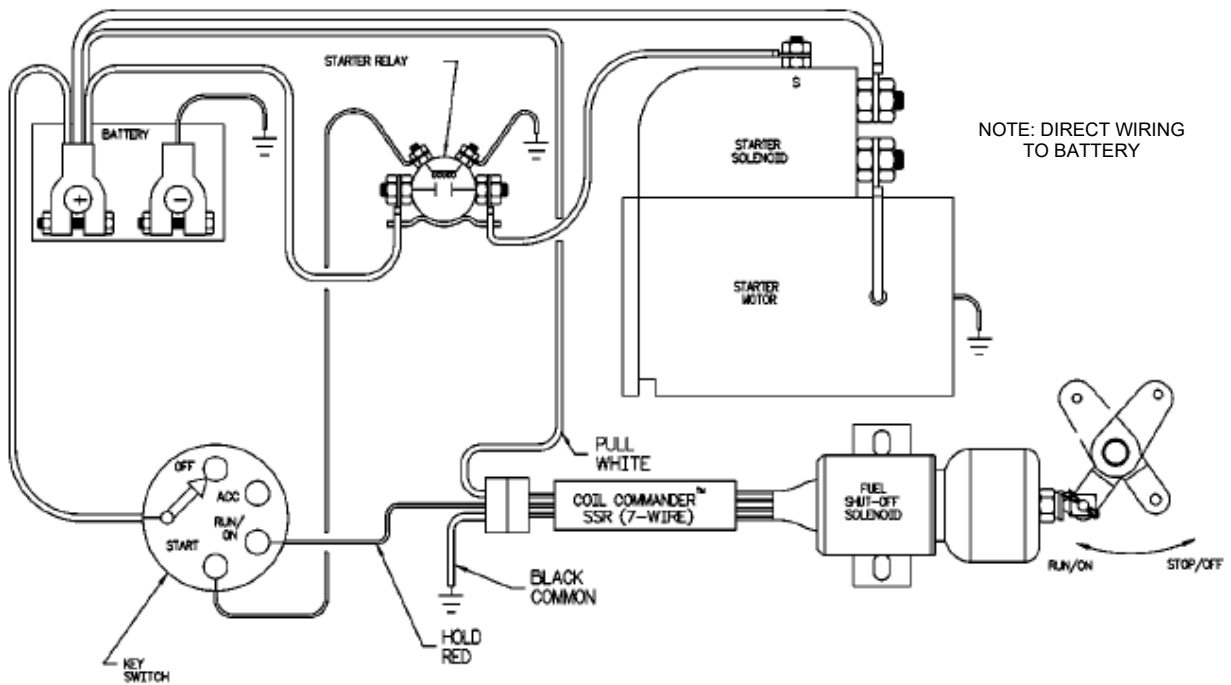 STARTER RELAY
BATTERY
+
-
S
STARTER
SOLENOID
NOTE: DIRECT WIRING
TO BATTERY
STARTER
MOTOR
PULL
WHITE
OFF
ACC
RUN/
ON
START
COIL COMMANDER™
SSR (7-WIRE)
FUEL
SHUT-OFF
SOLENOID
RUN/ON
STOP/OFF
BLACK
COMMON
HOLD
RED
KEY
SWITCH